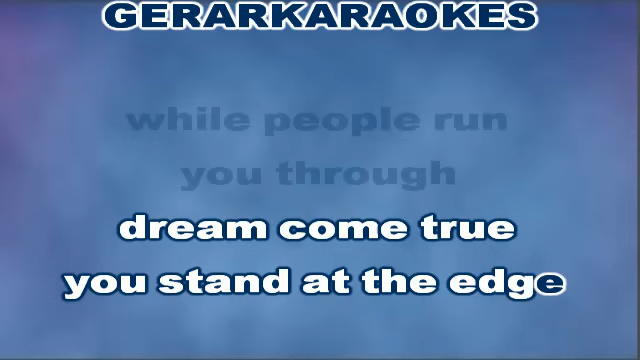 GERARKARAOKES
while people run
you through
dream come true
you stand at the edge